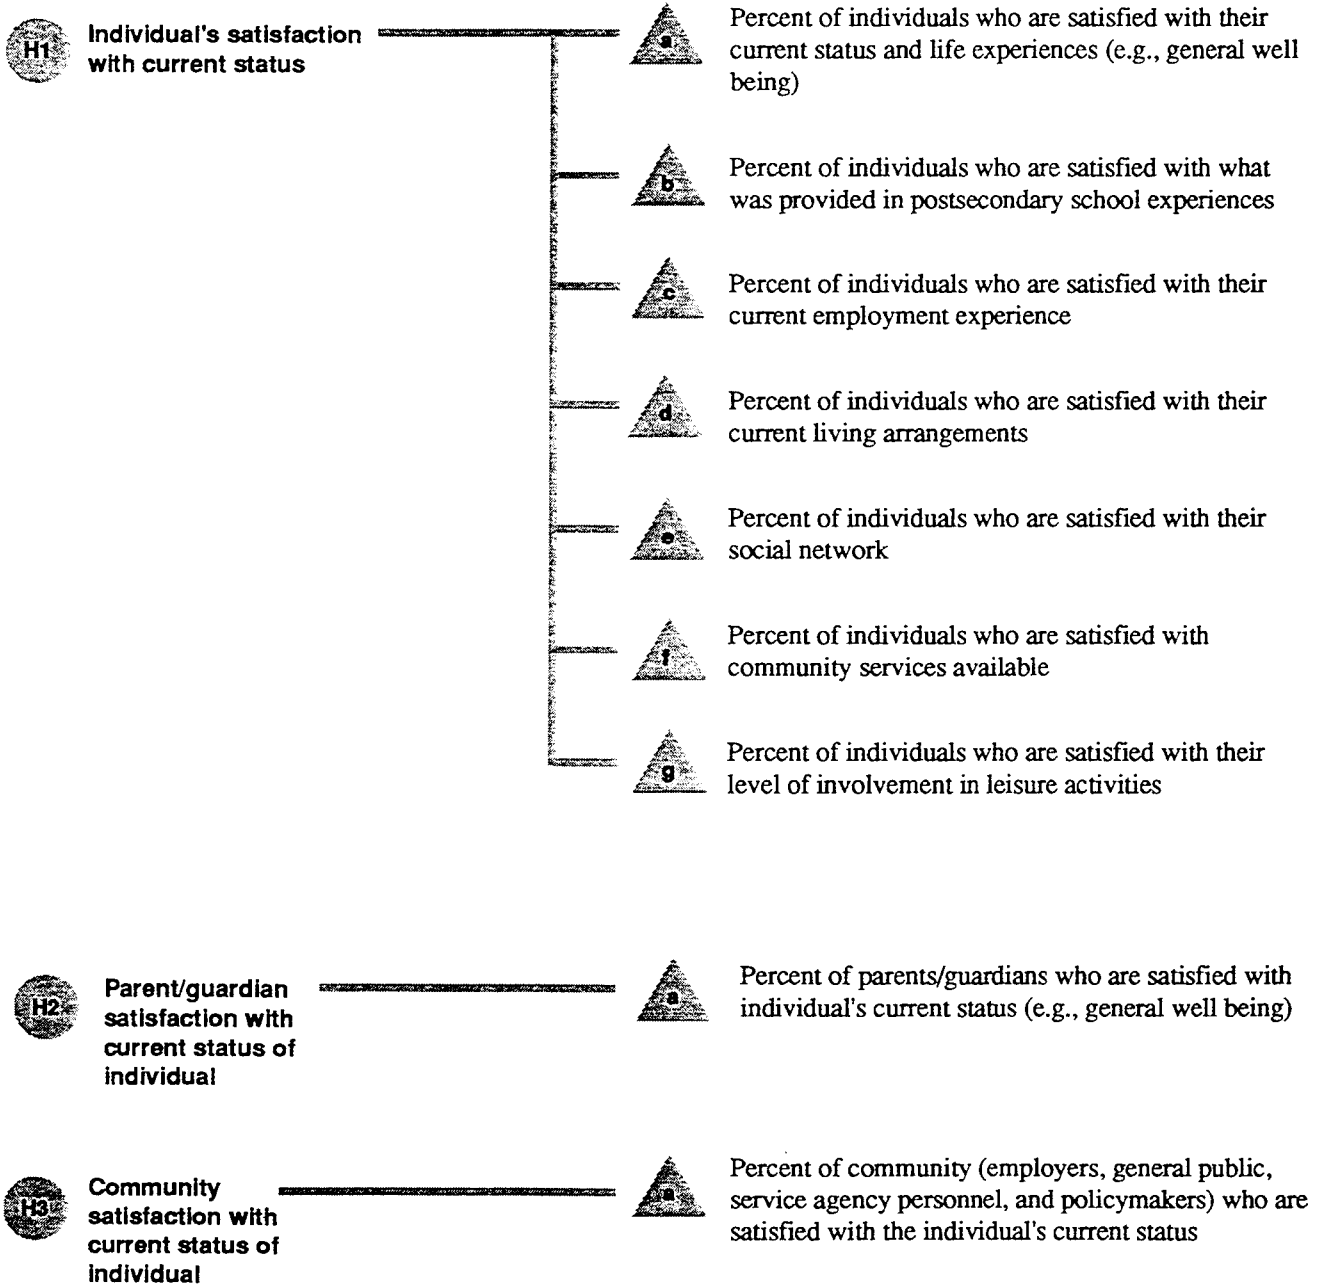 H1
Individual's satisfaction
with current status
a
Percent of individuals who are satisfied with their
current status and life experiences (e.g., general well
being)
b
Percent of individuals who are satisfied with what
was provided in postsecondary school experiences
c
Percent of individuals who are satisfied with their
current employment experience
d
Percent of individuals who are satisfied with their
current living arrangements
e
Percent of individuals who are satisfied with their
social network
f
Percent of individuals who are satisfied with
community services available
g
Percent of individuals who are satisfied with their
level of involvement in leisure activities
H2
Parent/guardian
satisfaction with
current status of
individual
a
Percent of parents/guardians who are satisfied with
individual's current status (e.g., general well being)
H3
Community
satisfaction with
current status of
individual
a
Percent of community (employers, general public,
service agency personnel, and policymakers) who are
satisfied with the individual's current status